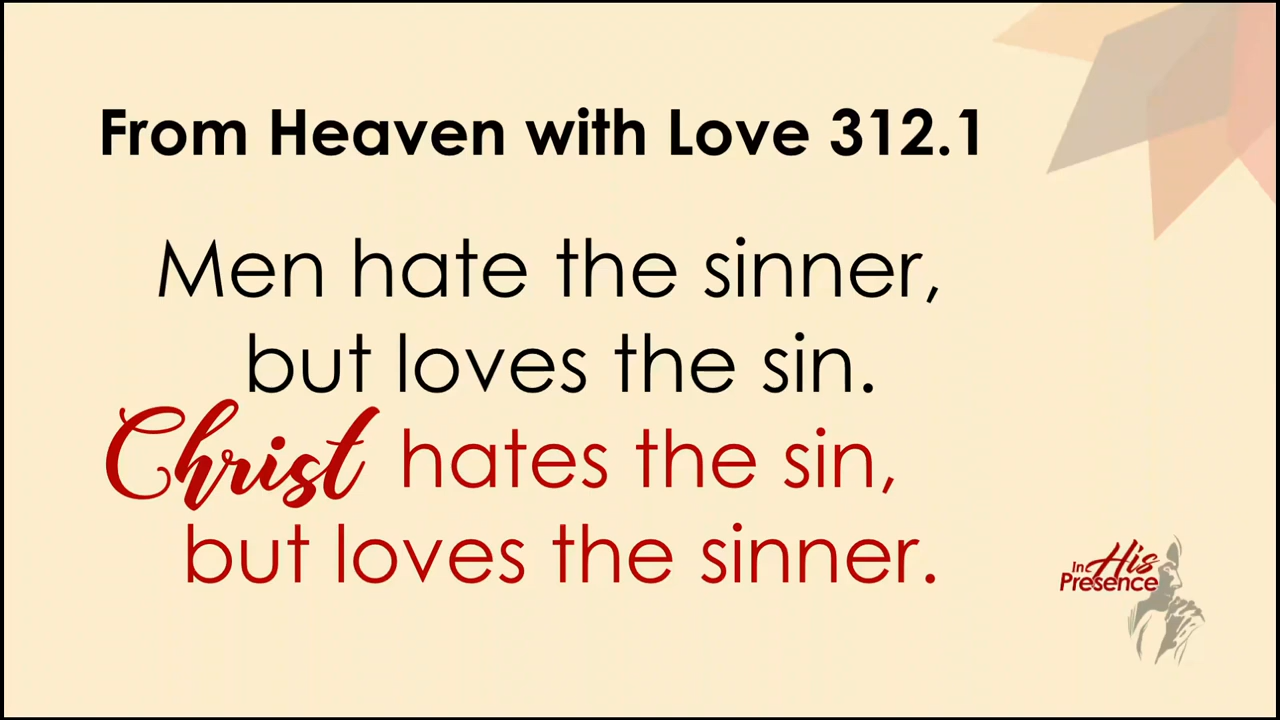 From Heaven with Love 312.1
Men hate the sinner,
but loves the sin.
Christ hates the sin,
but loves the sinner.
In His
Presence